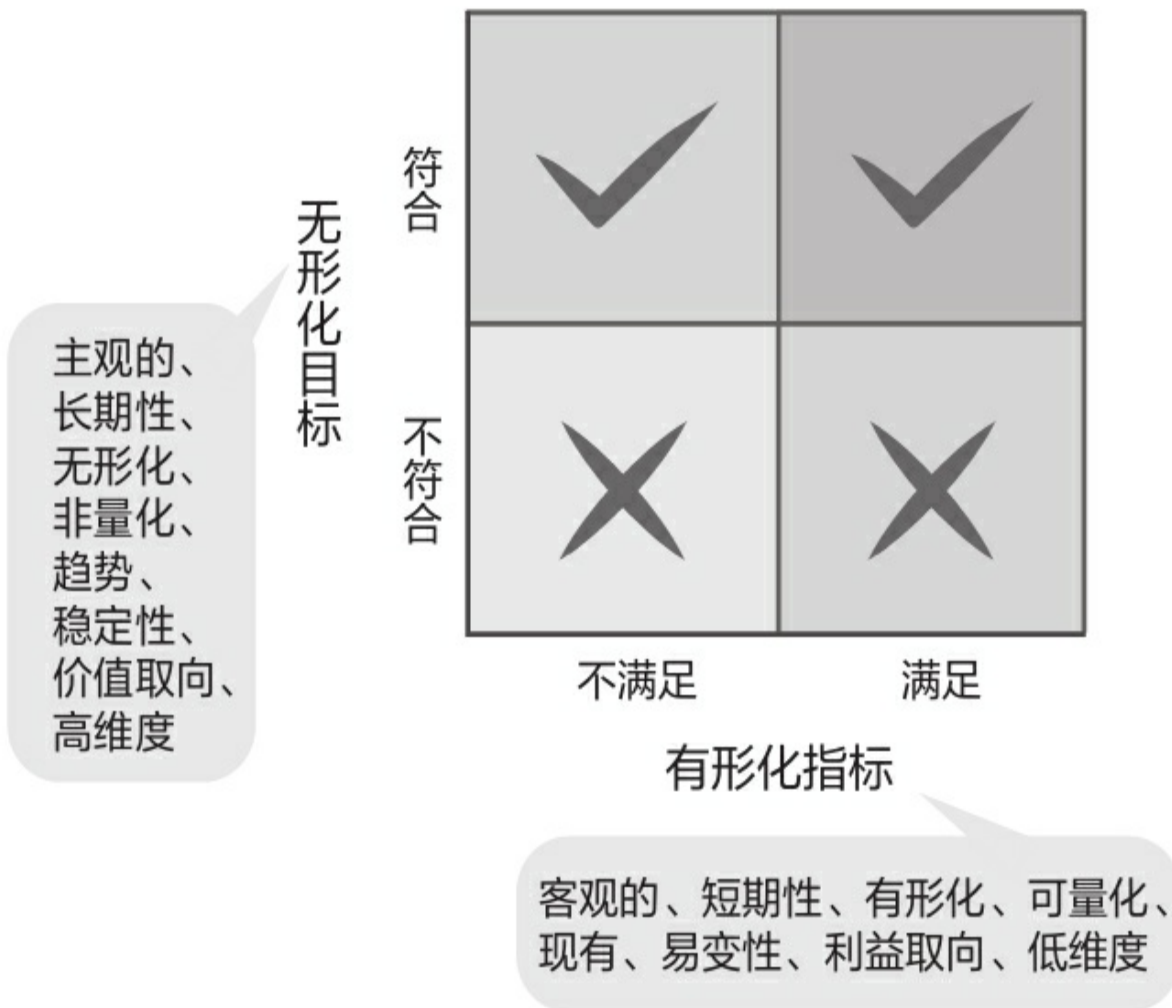 符合
无形化目标
主观的、
长期性、
无形化、
非量化、
趋势、
稳定性、
价值取向、
高维度
不符合
不满足
满足
有形化指标
客观的、短期性、有形化、可量化、
现有、易变性、利益取向、低维度